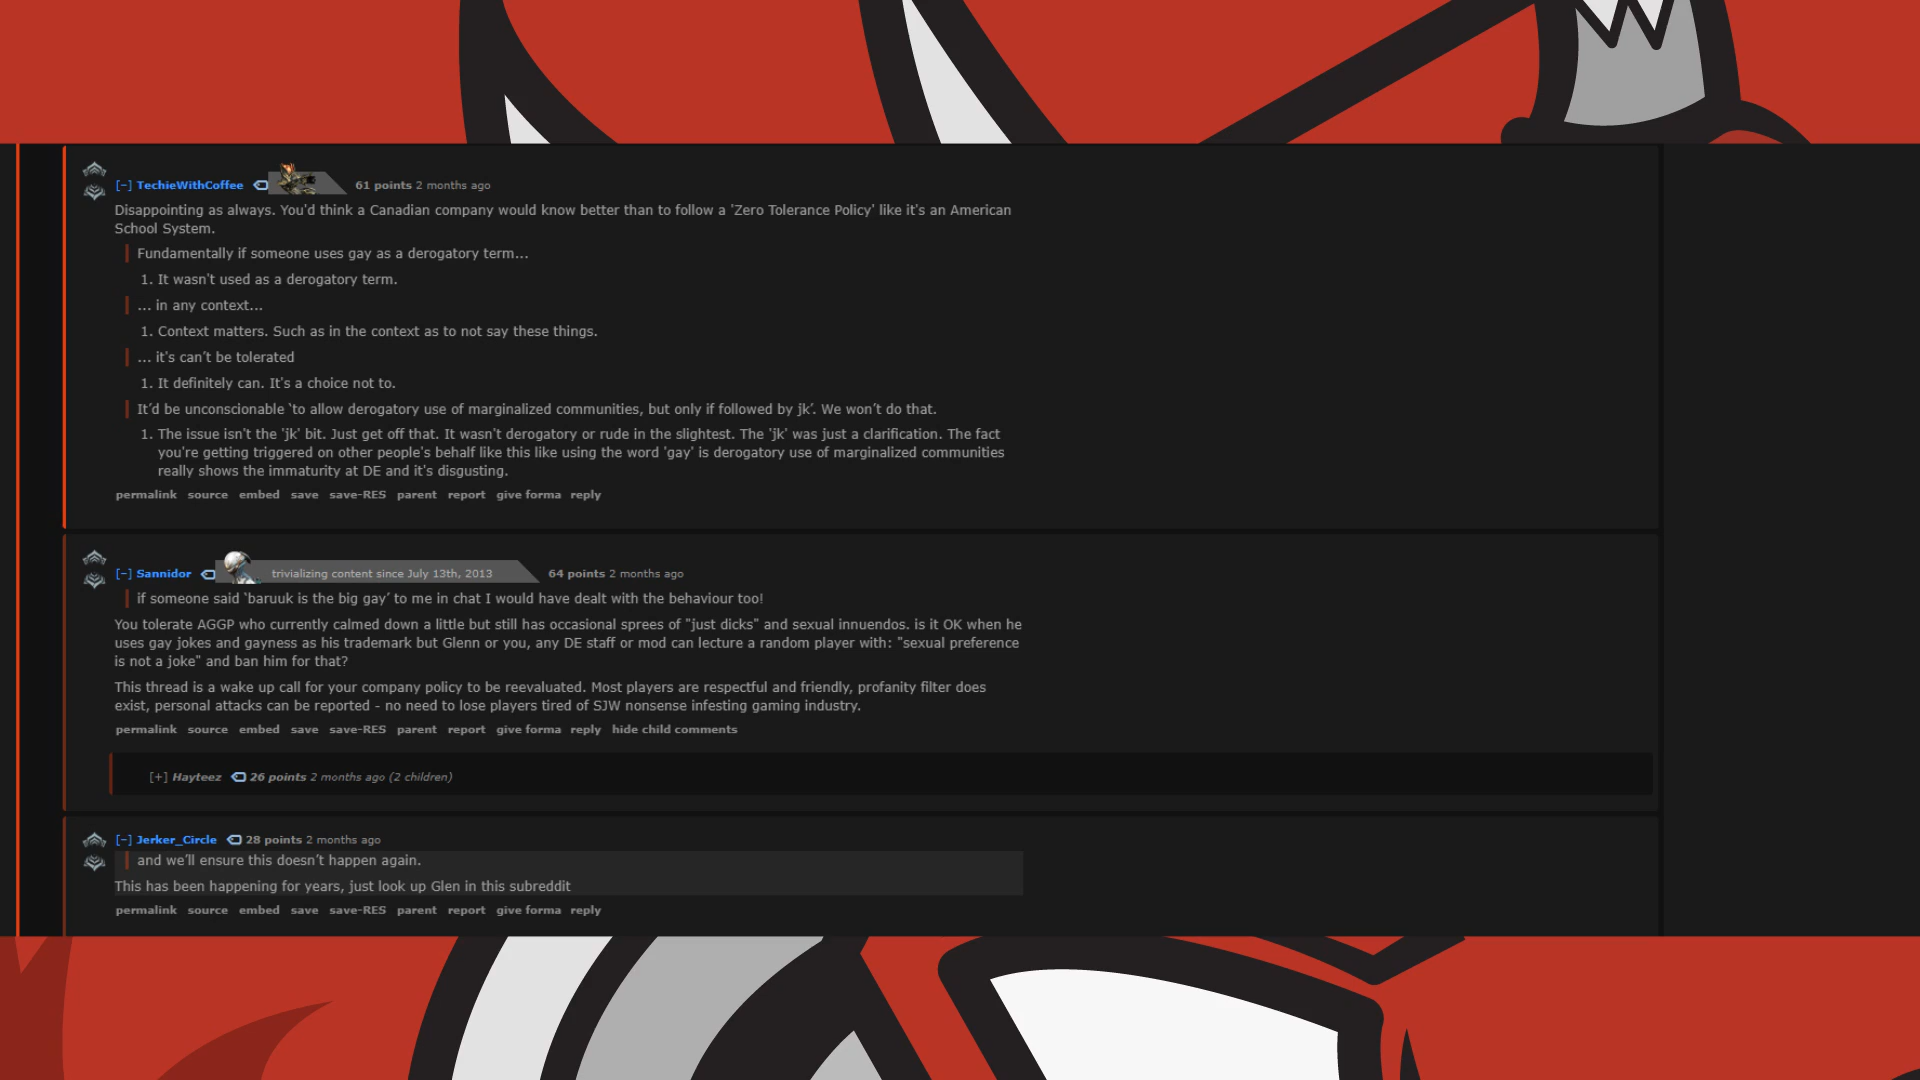 [−] TechieWithCoffee 61 points 2 months ago
Disappointing as always. You'd think a Canadian company would know better than to follow a 'Zero Tolerance Policy' like it's an American
School System.
Fundamentally if someone uses gay as a derogatory term...
1. It wasn't used as a derogatory term.
... in any context...
1. Context matters. Such as in the context as to not say these things.
... it's can't be tolerated
1. It definitely can. It's a choice not to.
It’d be unconscionable ‘to allow derogatory use of marginalized communities, but only if followed by jk’. We won’t do that.
1. The issue isn't the 'jk' bit. Just get off that. It wasn't derogatory or rude in the slightest. The 'jk' was just a clarification. The fact
you're getting triggered on other people's behalf like this like using the word 'gay' is derogatory use of marginalized communities
really shows the immaturity at DE and it's disgusting.
permalink source embed save save-RES parent report give forma reply
[−] Sannidor trivializing content since July 13th, 2013 64 points 2 months ago
if someone said ‘baruuk is the big gay’ to me in chat I would have dealt with the behaviour too!
You tolerate AGGP who currently calmed down a little but still has occasional sprees of "just dicks" and sexual innuendos. is it OK when he
uses gay jokes and gayness as his trademark but Glenn or you, any DE staff or mod can lecture a random player with: "sexual preference
is not a joke" and ban him for that?
This thread is a wake up call for your company policy to be reevaluated. Most players are respectful and friendly, profanity filter does
exist, personal attacks can be reported - no need to lose players tired of SJW nonsense infesting gaming industry.
permalink source embed save save-RES parent report give forma reply hide child comments
[+] Hayteez 26 points 2 months ago (2 children)
[−] Jerker_Circle 28 points 2 months ago
and we’ll ensure this doesn’t happen again.
This has been happening for years, just look up Glen in this subreddit
permalink source embed save save-RES parent report give forma reply